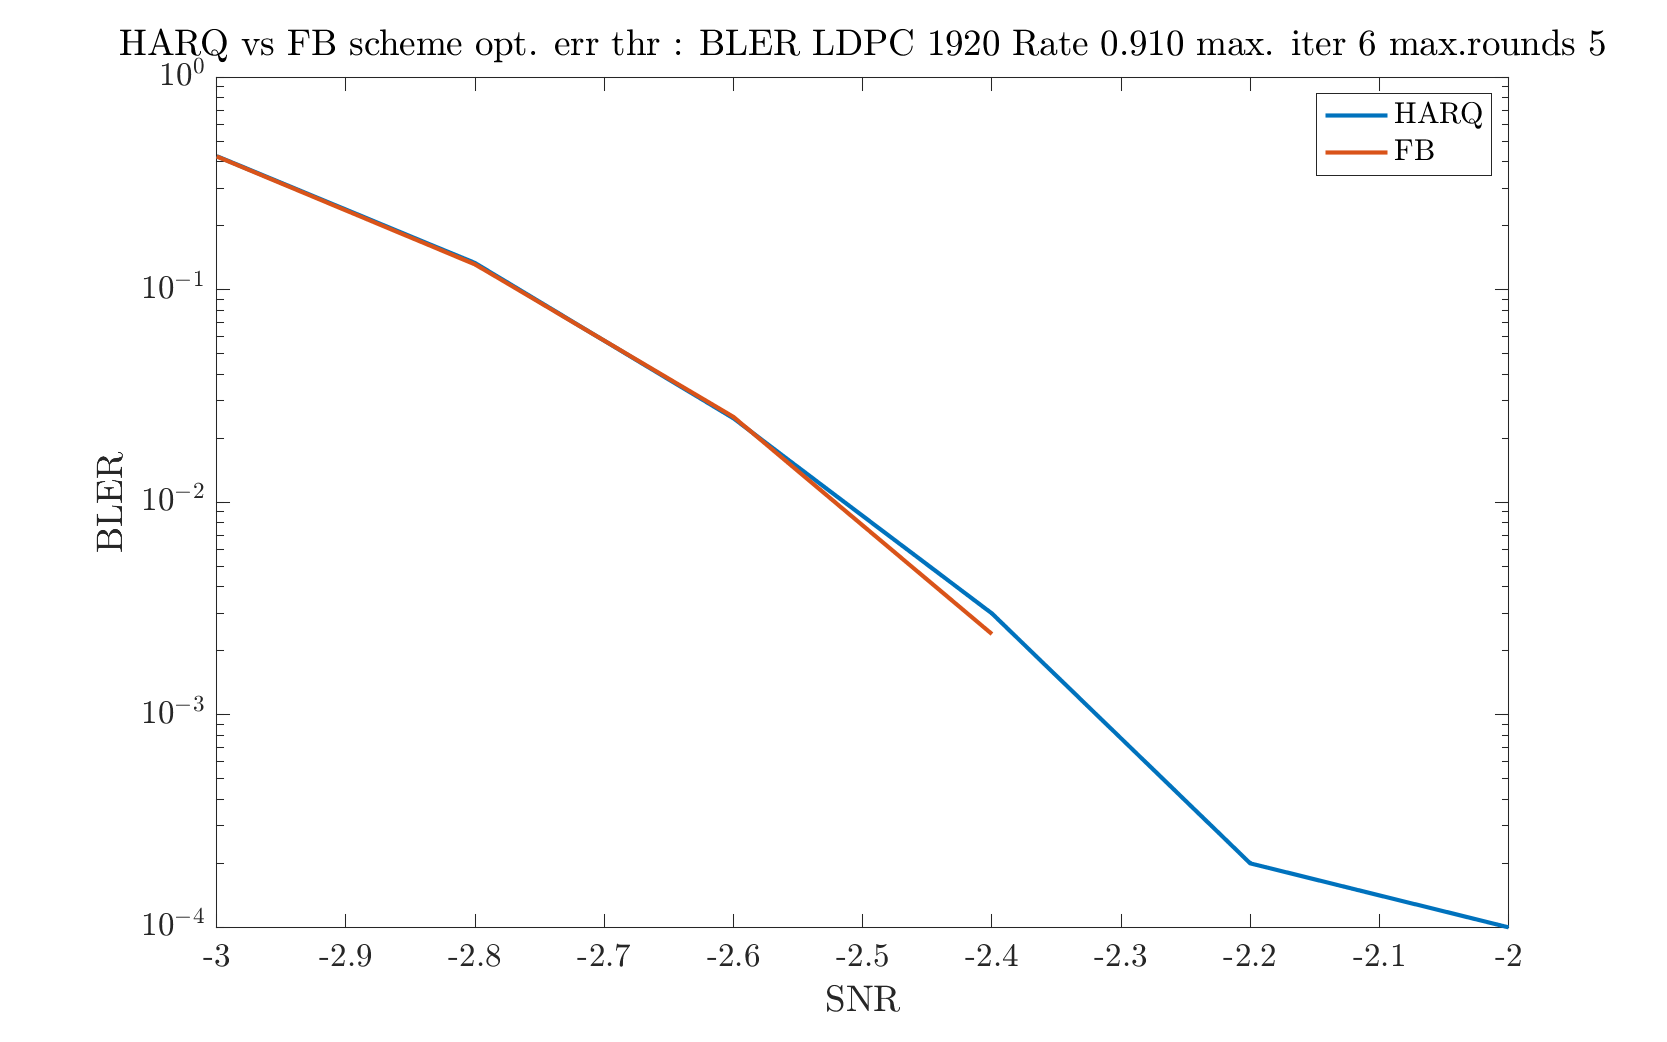 HARQ vs FB scheme opt. err thr : BLER LDPC 1920 Rate 0.910 max. iter 6 max.rounds 5
HARQ
FB
BLER
10^0
10^{-1}
10^{-2}
10^{-3}
10^{-4}
-3 -2.9 -2.8 -2.7 -2.6 -2.5 -2.4 -2.3 -2.2 -2.1 -2
SNR